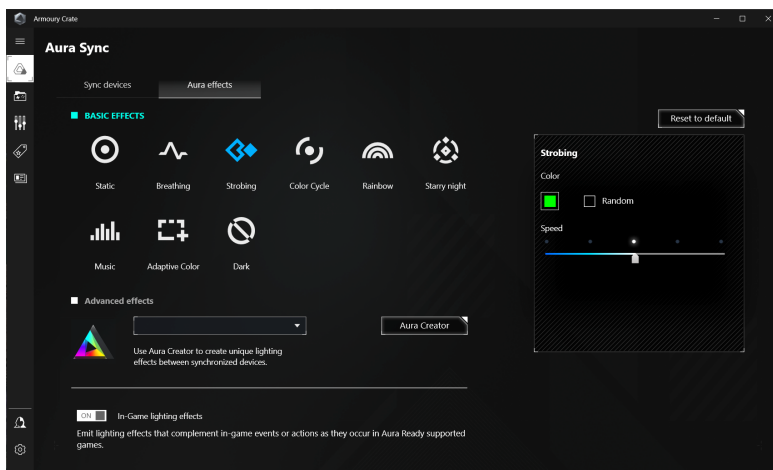 Armoury Crate
Aura Sync
Sync devices
Aura effects
BASIC EFFECTS
Reset to default
Static
Breathing
Strobing
Color Cycle
Rainbow
Starry night
Music
Adaptive Color
Dark
Strobing
Color
Random
Speed
Advanced effects
Aura Creator
Use Aura Creator to create unique lighting
effects between synchronized devices.
ON
In-Game lighting effects
Emit lighting effects that complement in-game events or actions as they occur in Aura Ready supported
games.